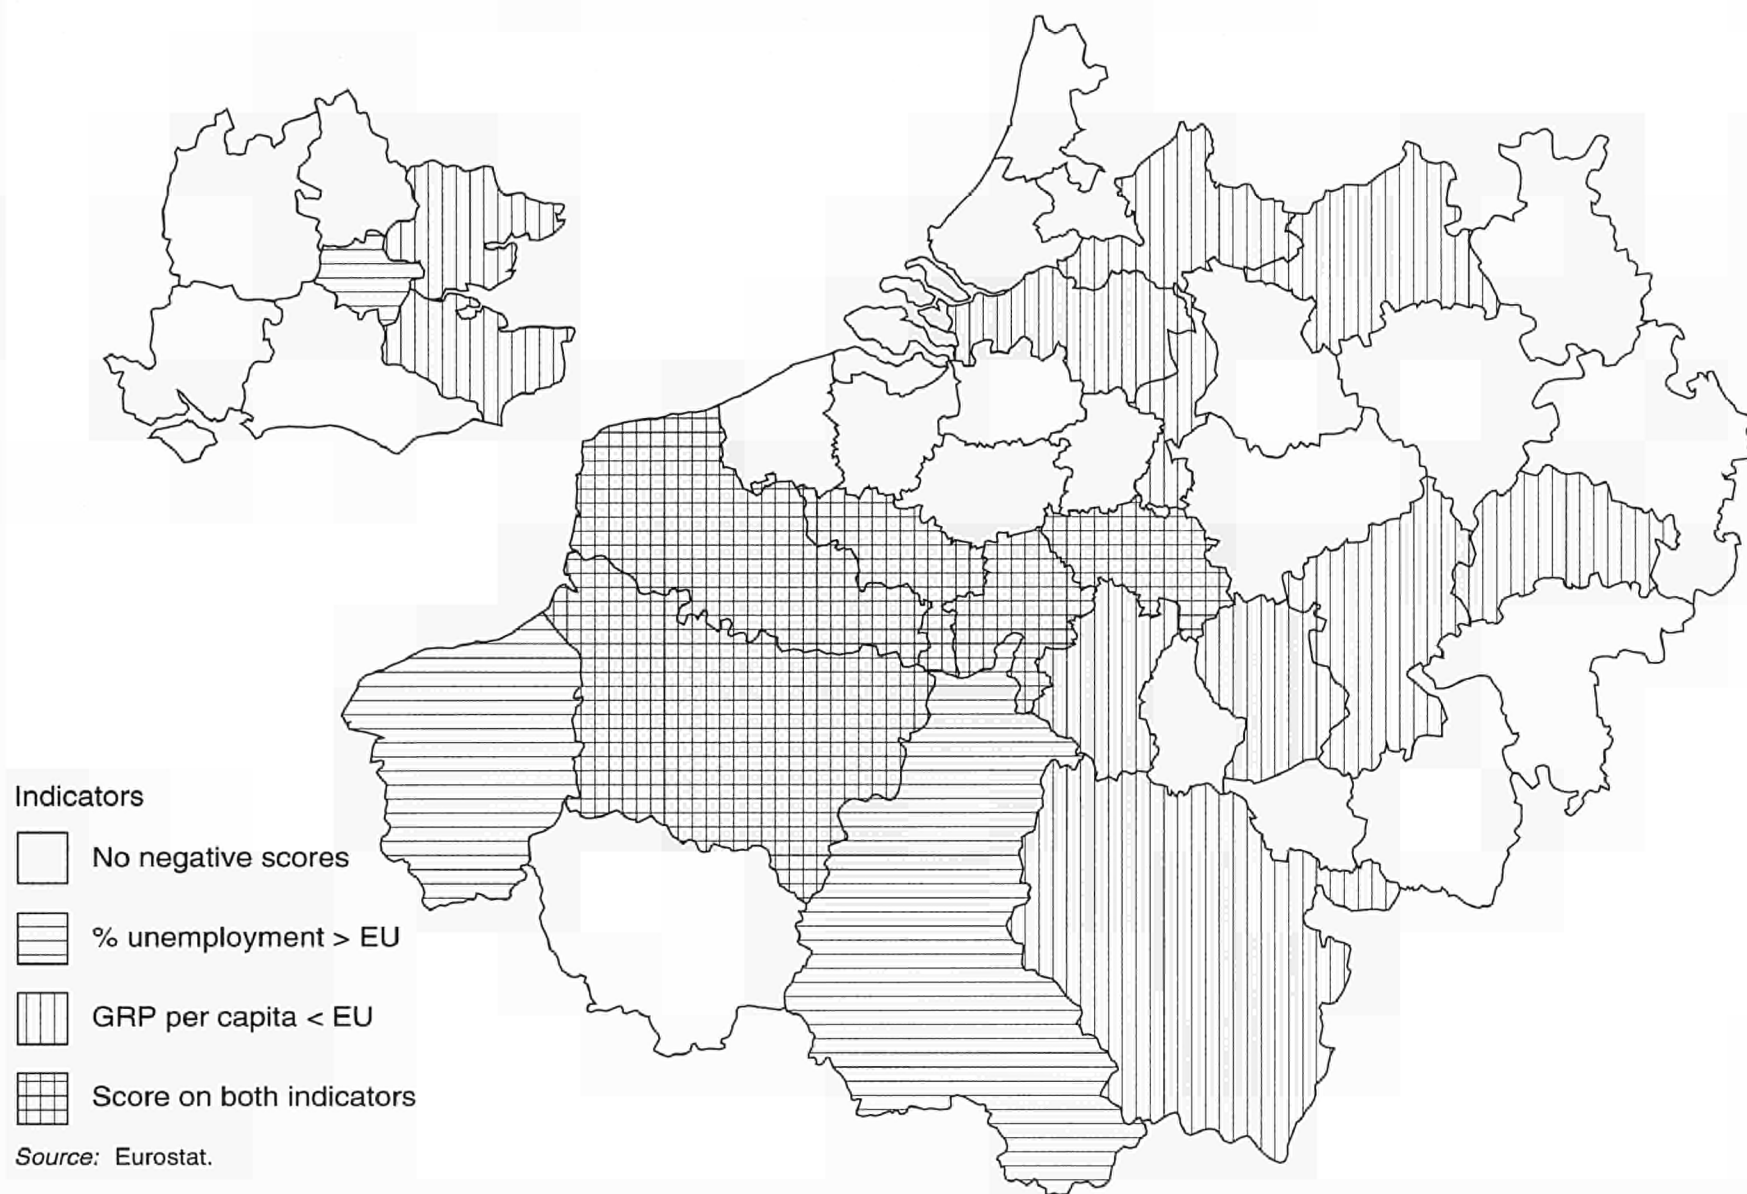 Indicators
No negative scores
% unemployment > EU
GRP per capita < EU
Score on both indicators
Source: Eurostat.